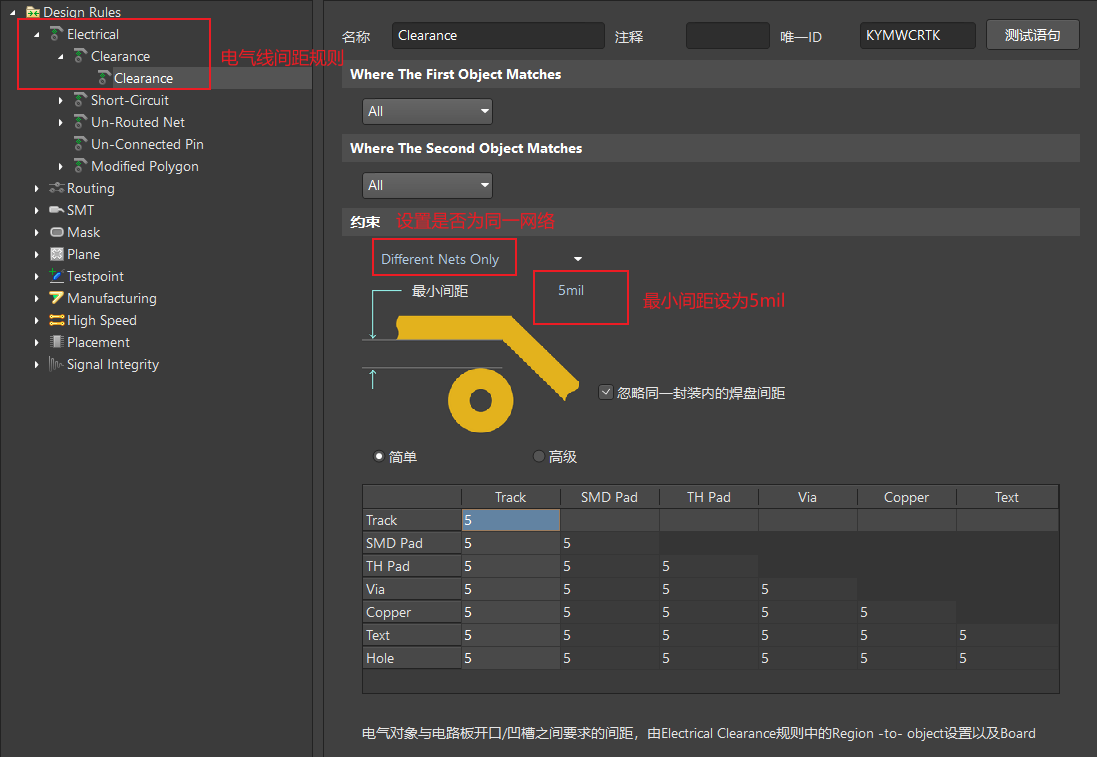 Design Rules
Electrical
Clearance
Clearance
Short-Circuit
Un-Routed Net
Un-Connected Pin
Modified Polygon
Routing
SMT
Mask
Plane
Testpoint
Manufacturing
High Speed
Placement
Signal Integrity
电气线间距规则
名称 Clearance 注释 唯一ID KYMWCRTK 测试语句
Where The First Object Matches
All
Where The Second Object Matches
All
约束 设置是否为同一网络
Different Nets Only
最小间距 5mil
最小间距设为5mil
忽略同一封装内的焊盘间距
简单 高级
Track SMD Pad TH Pad Via Copper Text
Track 5
SMD Pad 5 5
TH Pad 5 5 5
Via 5 5 5 5
Copper 5 5 5 5 5
Text 5 5 5 5 5 5
Hole 5 5 5 5 5 5
电气对象与电路板开口/凹槽之间要求的间距，由Electrical Clearance规则中的Region -to- object设置以及Board